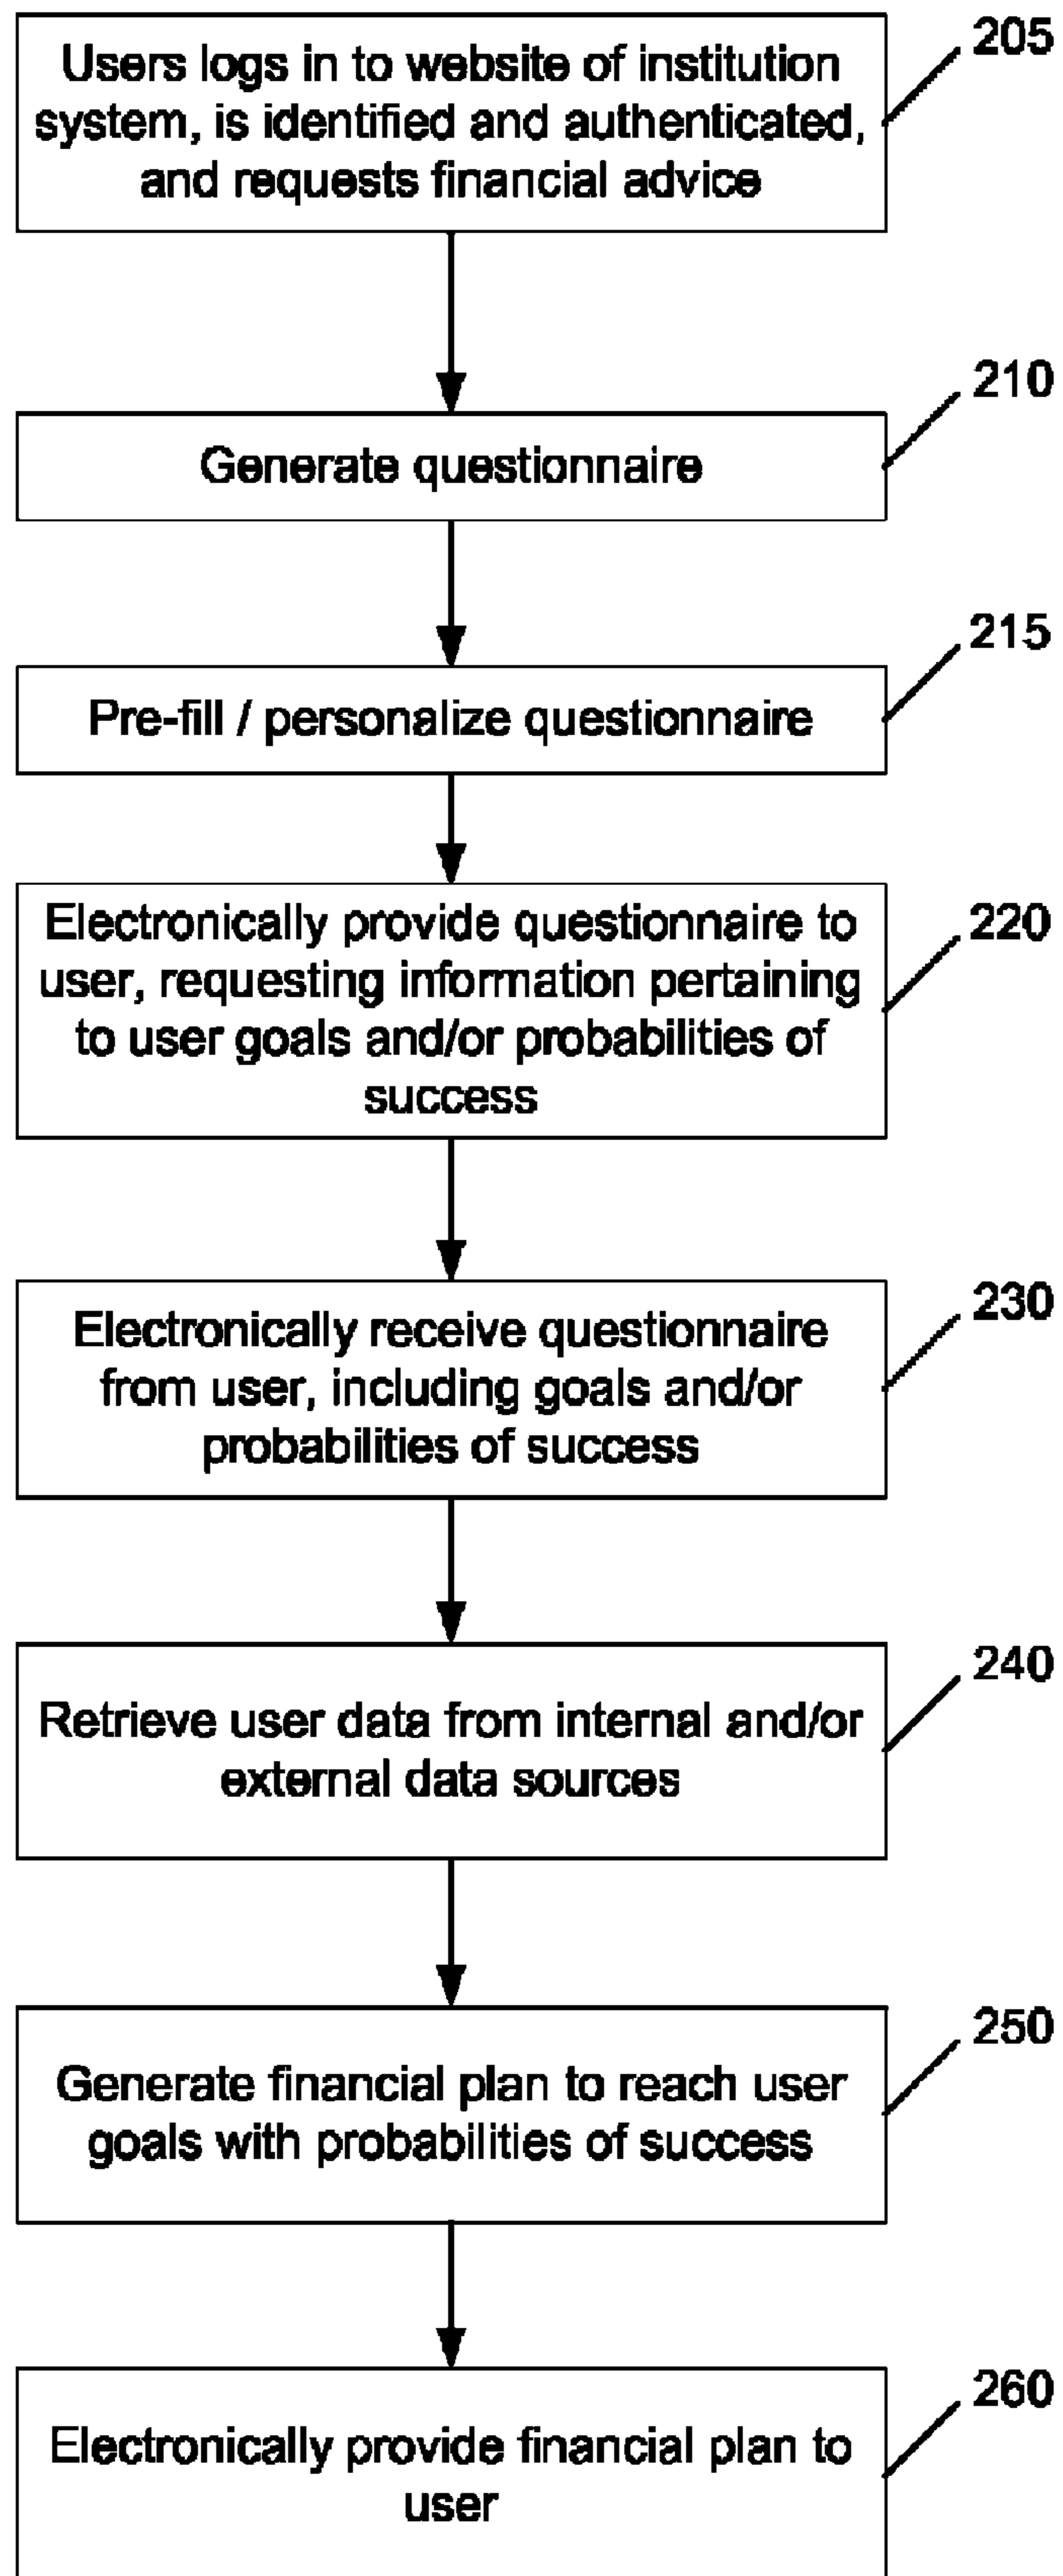 Users logs in to website of institution
system, is identified and authenticated,
and requests financial advice
205
Generate questionnaire
210
Pre-fill / personalize questionnaire
215
Electronically provide questionnaire to
user, requesting information pertaining
to user goals and/or probabilities of
success
220
Electronically receive questionnaire
from user, including goals and/or
probabilities of success
230
Retrieve user data from internal and/or
external data sources
240
Generate financial plan to reach user
goals with probabilities of success
250
Electronically provide financial plan to
user
260